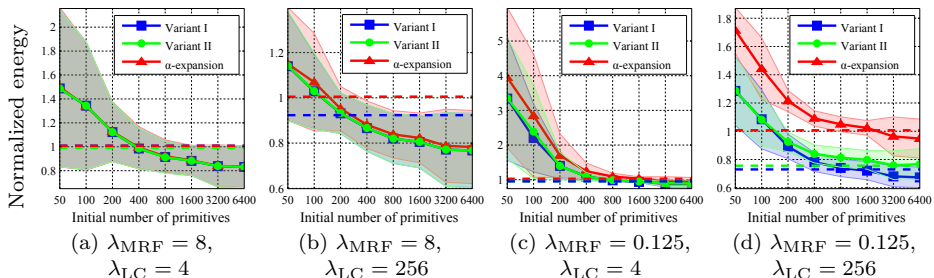 Normalized energy
2
1.8
1.6
1.4
1.2
1
0.8
Variant I
Variant II
α-expansion
50 100 200 400 800 1600 3200 6400
Initial number of primitives
(a) λMRF = 8,
λLC = 4
1.4
1.2
1
0.8
0.6
Variant I
Variant II
α-expansion
50 100 200 400 800 1600 3200 6400
Initial number of primitives
(b) λMRF = 8,
λLC = 256
5
4
3
2
1
Variant I
Variant II
α-expansion
50 100 200 400 800 1600 3200 6400
Initial number of primitives
(c) λMRF = 0.125,
λLC = 4
1.8
1.6
1.4
1.2
1
0.8
0.6
Variant I
Variant II
α-expansion
50 100 200 400 800 1600 3200 6400
Initial number of primitives
(d) λMRF = 0.125,
λLC = 256